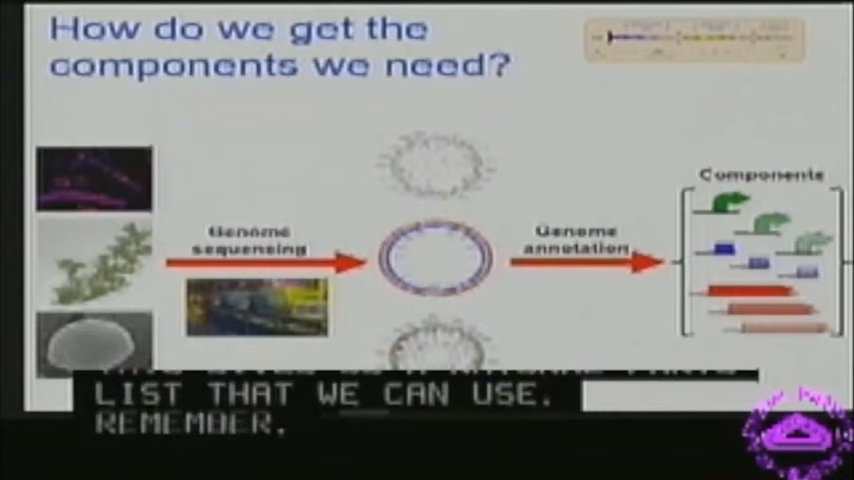 How do we get the
components we need?
Components
Genome
sequencing
Genome
annotation
LIST THAT WE CAN USE.
REMEMBER.